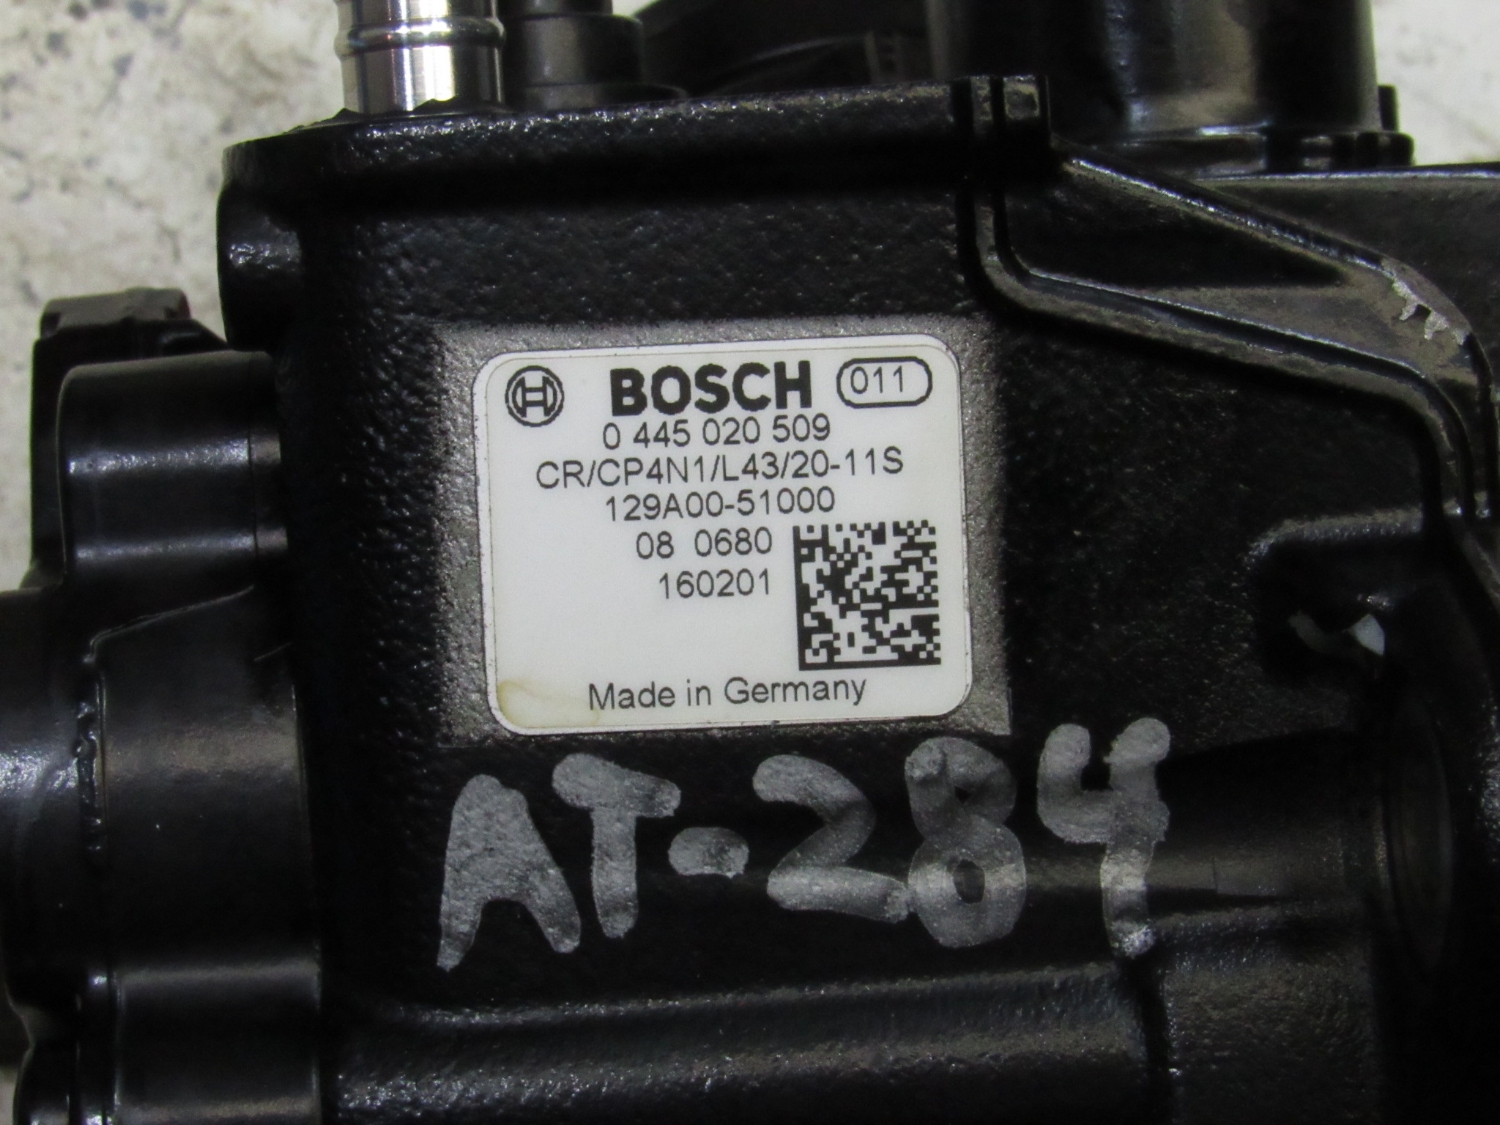 BOSCH 011
0 445 020 509
CR/CP4N1/L43/20-11S
129A00-51000
08 0680
160201
Made in Germany
AT-284